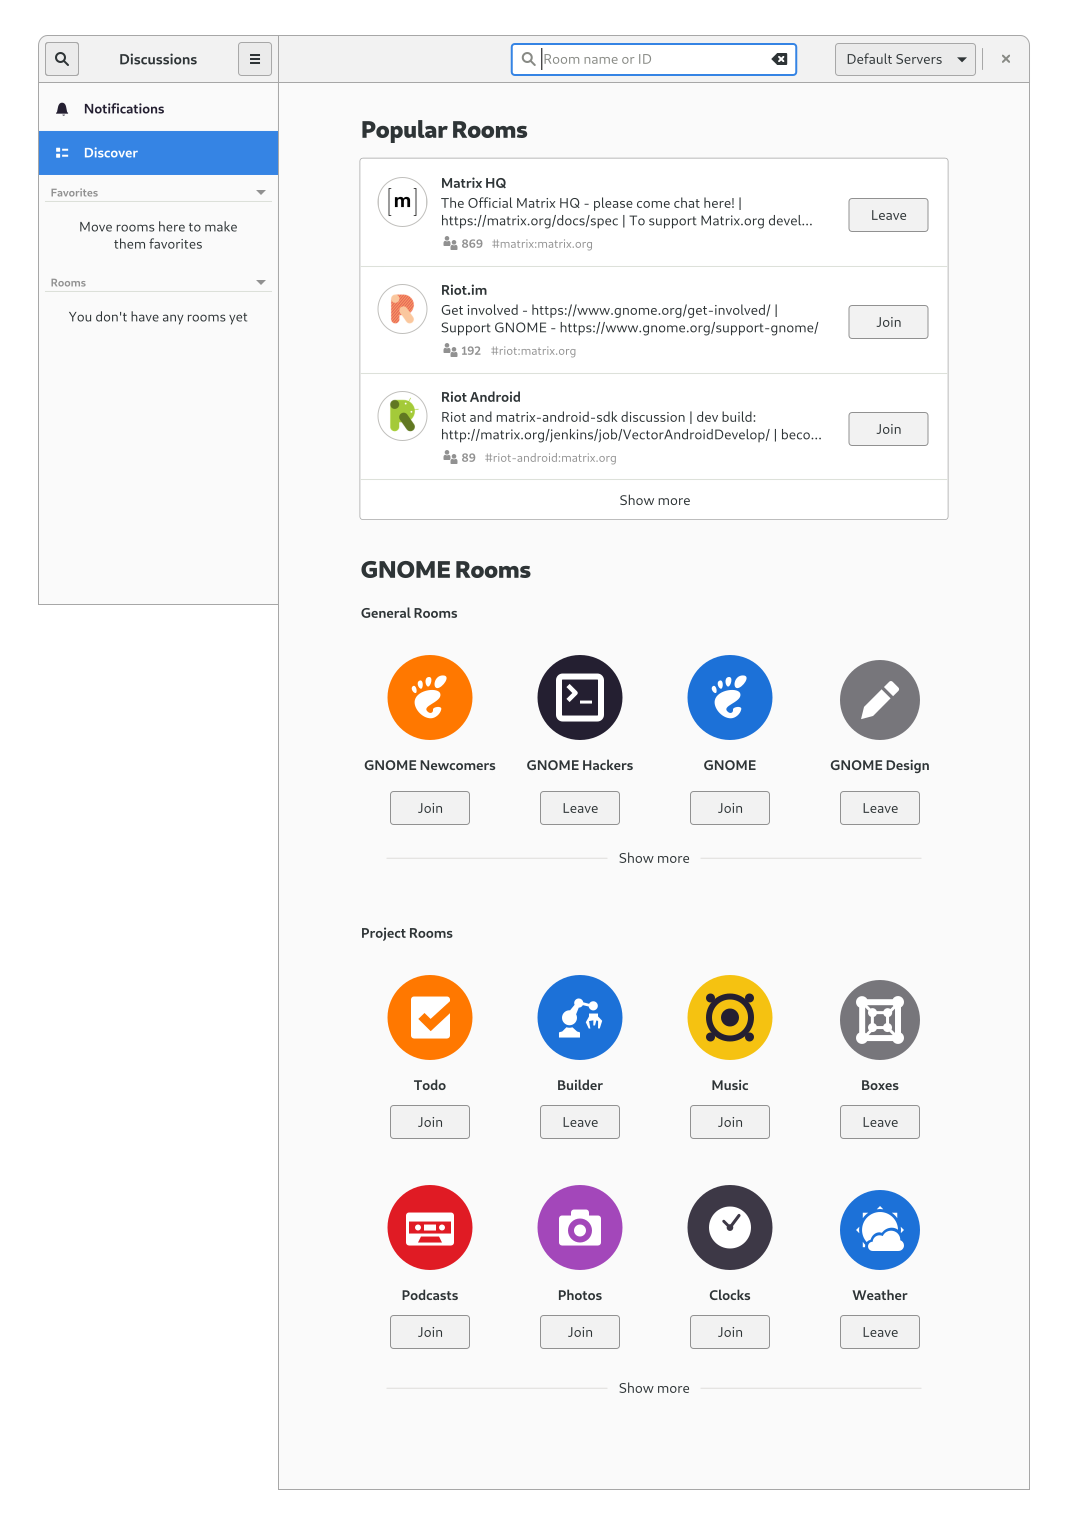 Discussions
Room name or ID
Default Servers
Notifications
Discover
Favorites
Move rooms here to make
them favorites
Rooms
You don't have any rooms yet
Popular Rooms
[m]
Matrix HQ
The Official Matrix HQ - please come chat here! |
https://matrix.org/docs/spec | To support Matrix.org devel...
869 #matrix:matrix.org
Leave
Riot.im
Get involved - https://www.gnome.org/get-involved/ |
Support GNOME - https://www.gnome.org/support-gnome/
192 #riot:matrix.org
Join
Riot Android
Riot and matrix-android-sdk discussion | dev build:
http://matrix.org/jenkins/job/VectorAndroidDevelop/ | beco...
89 #riot-android:matrix.org
Join
Show more
GNOME Rooms
General Rooms
GNOME Newcomers GNOME Hackers GNOME GNOME Design
Join Leave Join Leave
Show more
Project Rooms
Todo Builder Music Boxes
Join Leave Join Leave
Podcasts Photos Clocks Weather
Join Join Join Leave
Show more